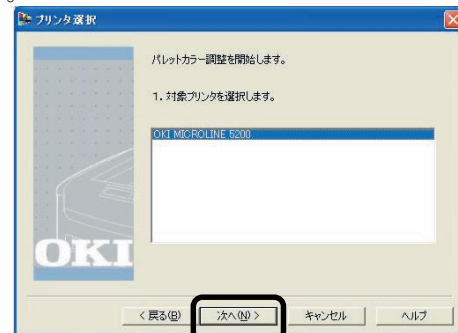 プリンタ選択
パレットカラー調整を開始します。
1. 対象プリンタを選択します。
OKI MICROLINE 5200
OKI
< 戻る(B)
次へ(N) >
キャンセル
ヘルプ